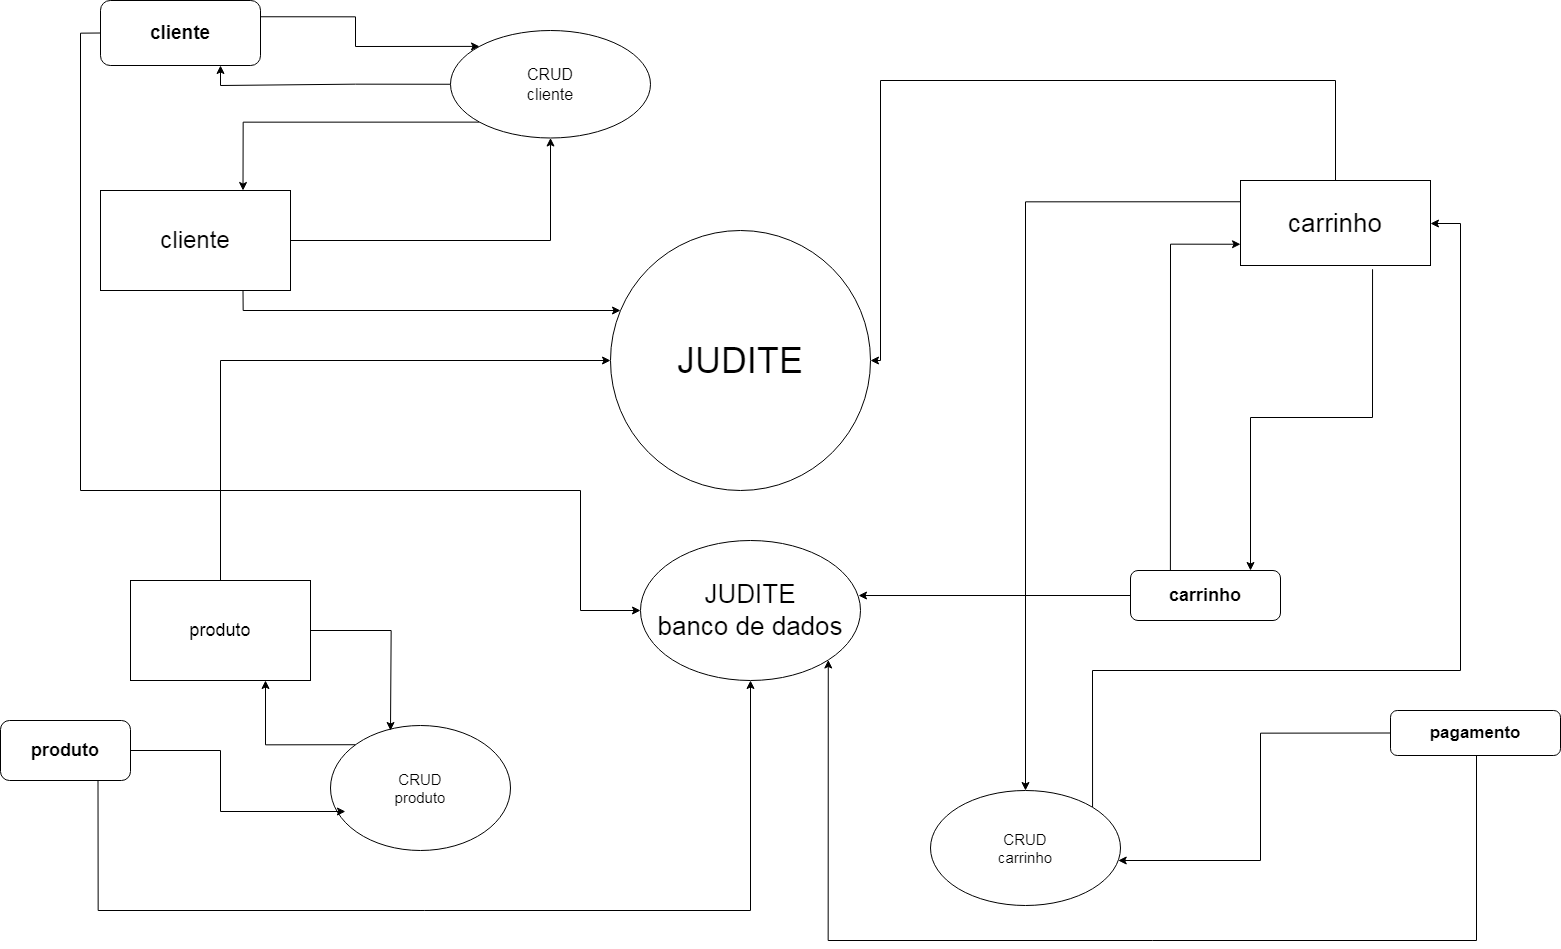 cliente
CRUD
cliente
cliente
carrinho
JUDITE
JUDITE
banco de dados
carrinho
produto
produto
pagamento
CRUD
produto
CRUD
carrinho